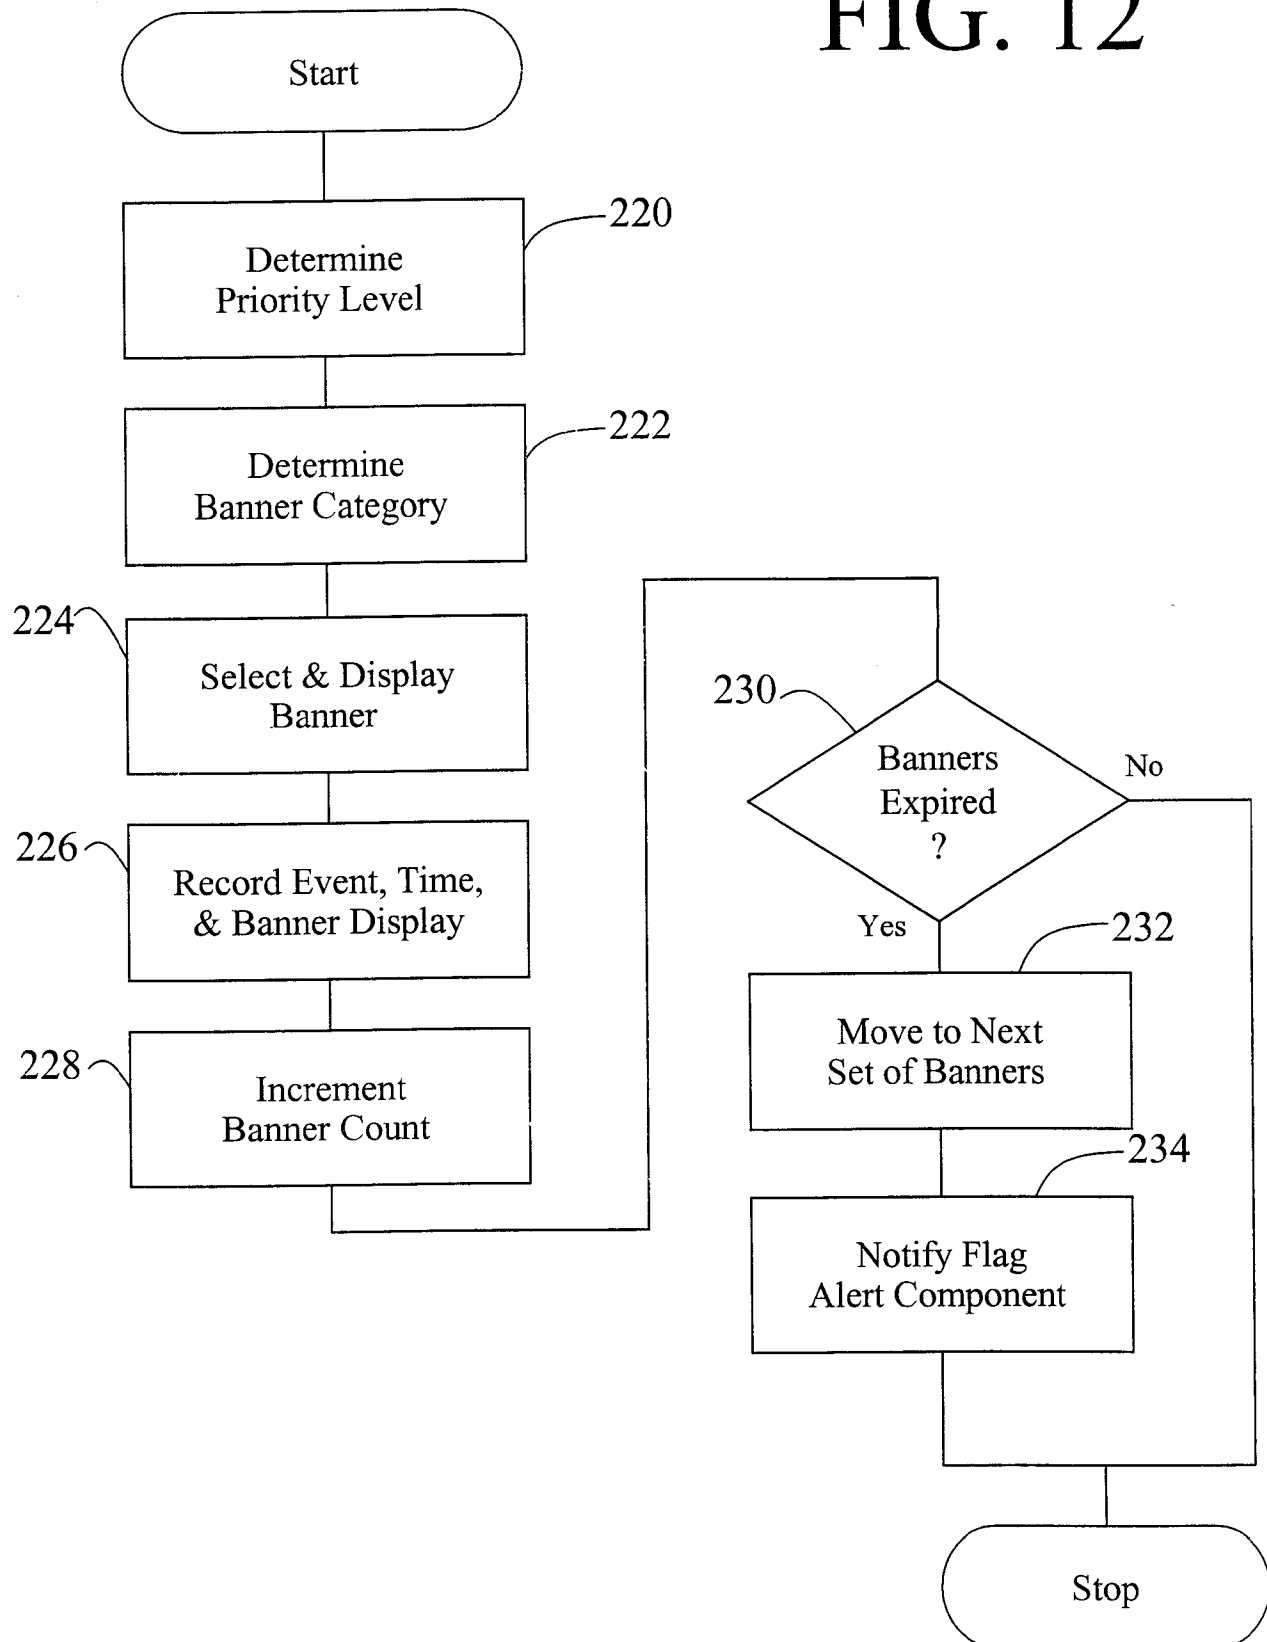 FIG. 12
Start
220
Determine
Priority Level
222
Determine
Banner Category
224
Select & Display
Banner
226
Record Event, Time,
& Banner Display
228
Increment
Banner Count
230
Banners
Expired
?
No
Yes
232
Move to Next
Set of Banners
234
Notify Flag
Alert Component
Stop